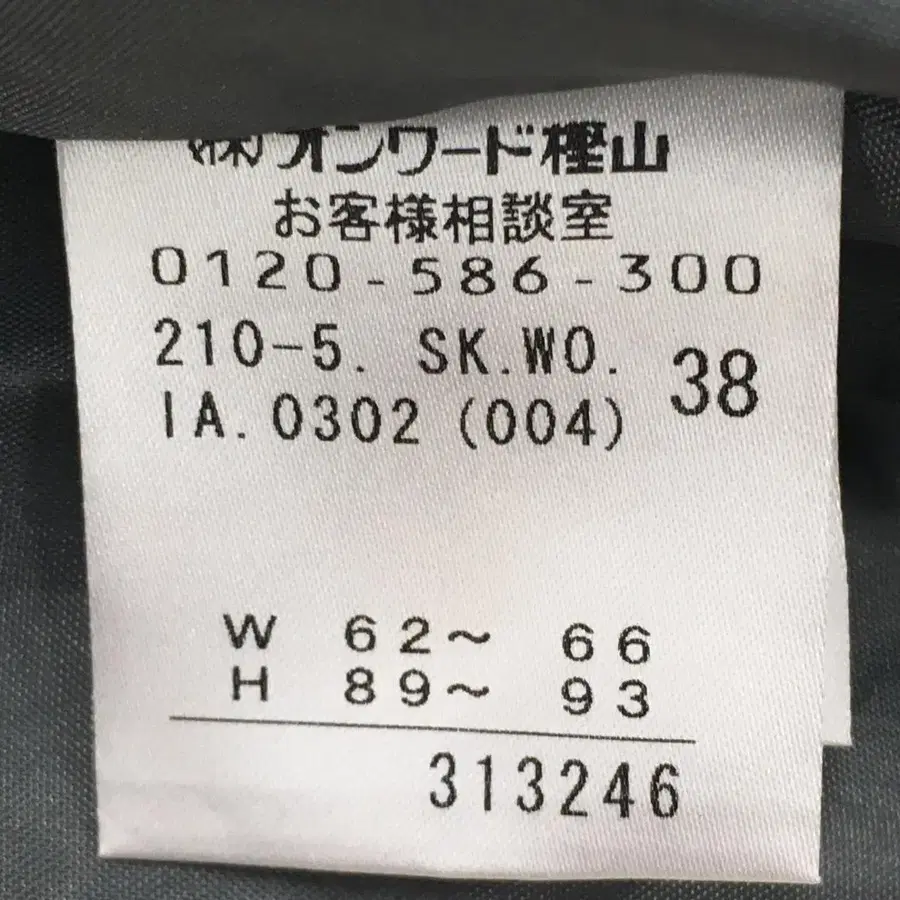 (株)オンワード樫山
お客様相談室
0120-586-300
210-5. SK.WO.
38
IA.0302 (004)
W 62～ 66
H 89～ 93
313246